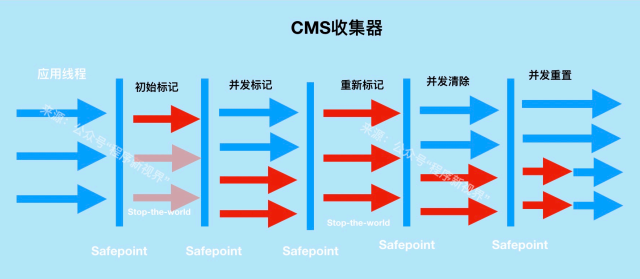 CMS收集器
应用线程
初始标记
并发标记
重新标记
并发清除
并发重置
来源：公众号“程序新视界”
来源：公众号“程序新视界”
Stop-the-world
Stop-the-world
Safepoint
Safepoint
Safepoint
Safepoint
Safepoint